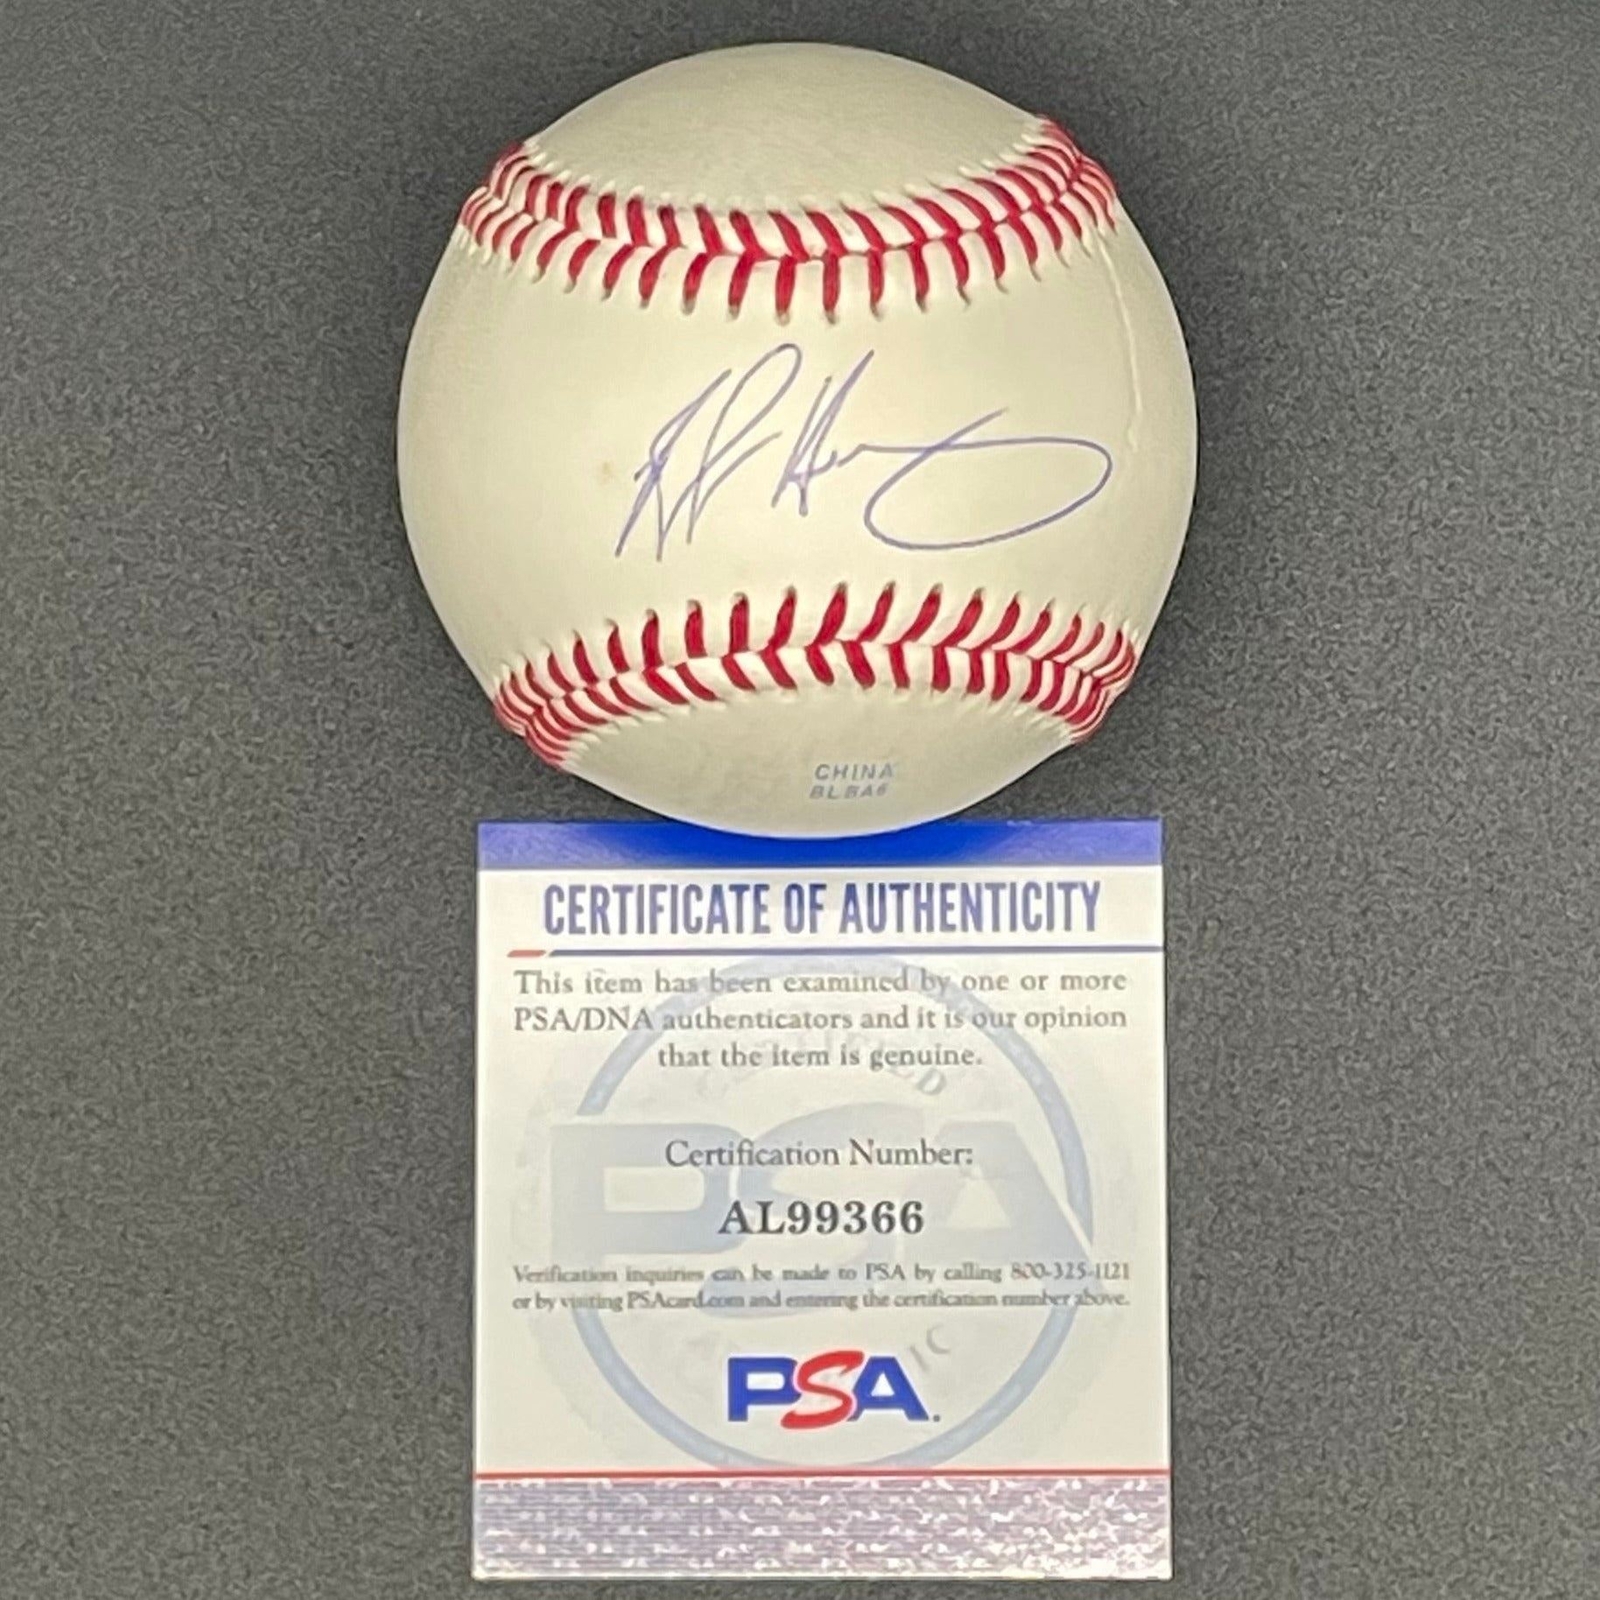 CHINA
BLBA6
CERTIFICATE OF AUTHENTICITY
This item has been examined by one or more
PSA/DNA authenticators and it is our opinion
that the item is genuine.
Certification Number:
AL99366
Verification inquiries can be made to PSA by calling 800-325-1121
or by visiting PSAcard.com and entering the certification number above.
PSA